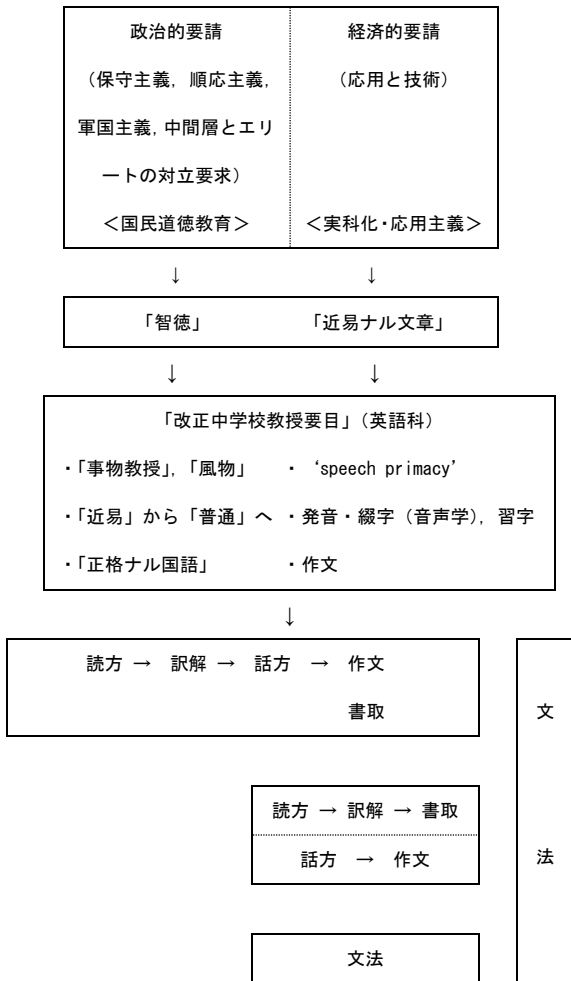 政治的要請
（保守主義，順応主義，
軍国主義，中間層とエリ
ートの対立要求）
＜国民道徳教育＞
経済的要請
（応用と技術）
＜実科化・応用主義＞
↓ ↓
「智徳」 「近易ナル文章」
↓ ↓
「改正中学校教授要目」（英語科）
・「事物教授」，「風物」 ・ ‘speech primacy’
・「近易」から「普通」へ ・発音・綴字（音声学），習字
・「正格ナル国語」 ・作文
↓
読方 → 訳解 → 話方 → 作文
書取
読方 → 訳解 → 書取
話方 → 作文
文法
文
法